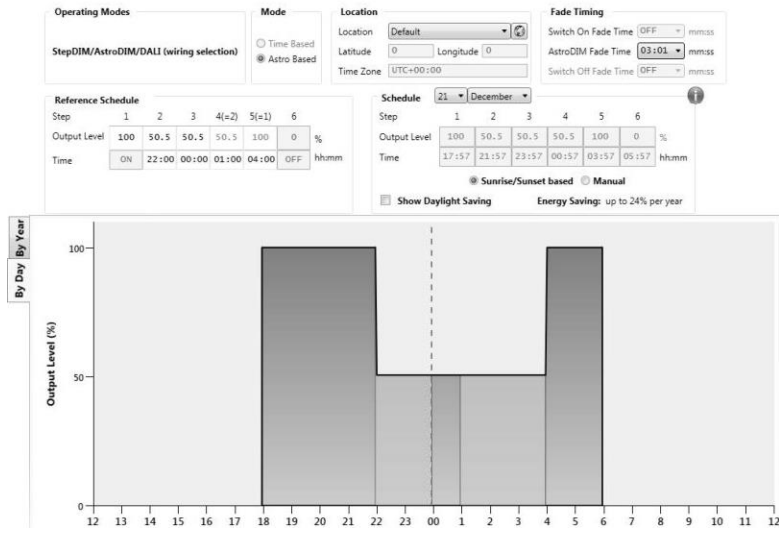 Operating Modes
StepDIM/AstroDIM/DALI (wiring selection)
Mode
Time Based
Astro Based
Location
Location Default
Latitude 0 Longitude 0
Time Zone UTC+00:00
Fade Timing
Switch On Fade Time OFF mm:ss
AstroDIM Fade Time 03:01 mm:ss
Switch Off Fade Time OFF mm:ss
Reference Schedule
Step 1 2 3 4(=2) 5(=1) 6
Output Level 100 50.5 50.5 50.5 100 0 %
Time ON 22:00 00:00 01:00 04:00 OFF hh:mm
Schedule 21 December
Step 1 2 3 4 5 6
Output Level 100 50.5 50.5 50.5 100 0 %
Time 17:57 21:57 23:57 00:57 03:57 05:57 hh:mm
Sunrise/Sunset based Manual
Show Daylight Saving Energy Saving: up to 24% per year
i
By Year
By Day
Output Level (%)
100
50
0
12 13 14 15 16 17 18 19 20 21 22 23 00 1 2 3 4 5 6 7 8 9 10 11 12